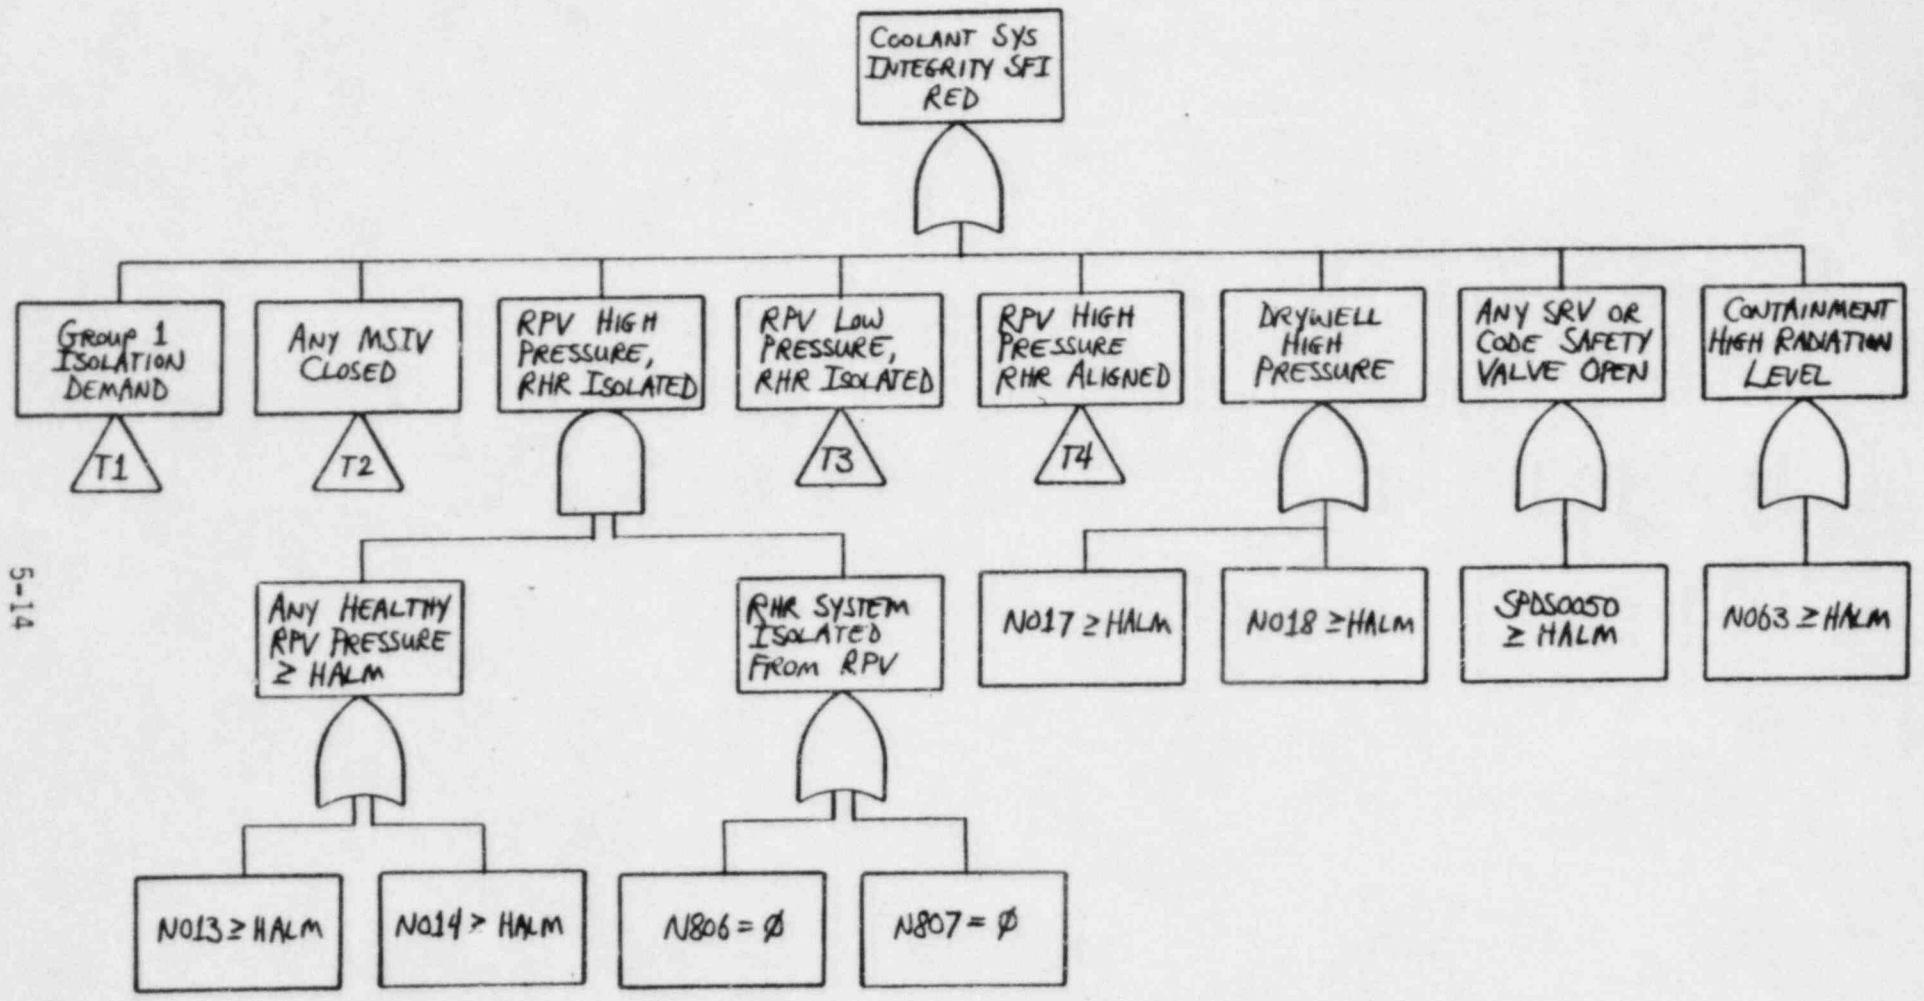 COOLANT SYS
INTEGRITY SFI
RED
GROUP 1
ISOLATION
DEMAND
ANY MSIV
CLOSED
RPV HIGH
PRESSURE,
RHR ISOLATED
RPV LOW
PRESSURE,
RHR ISOLATED
RPV HIGH
PRESSURE
RHR ALIGNED
DRYWELL
HIGH
PRESSURE
ANY SRV OR
CODE SAFETY
VALVE OPEN
CONTAINMENT
HIGH RADIATION
LEVEL
T1
T2
T3
T4
ANY HEALTHY
RPV PRESSURE
≥ HALM
RHR SYSTEM
ISOLATED
FROM RPV
N017 ≥ HALM
N018 ≥ HALM
SPDS0050
≥ HALM
N063 ≥ HALM
N013 ≥ HALM
N014 > HALM
N806 = Ø
N807 = Ø
5-14